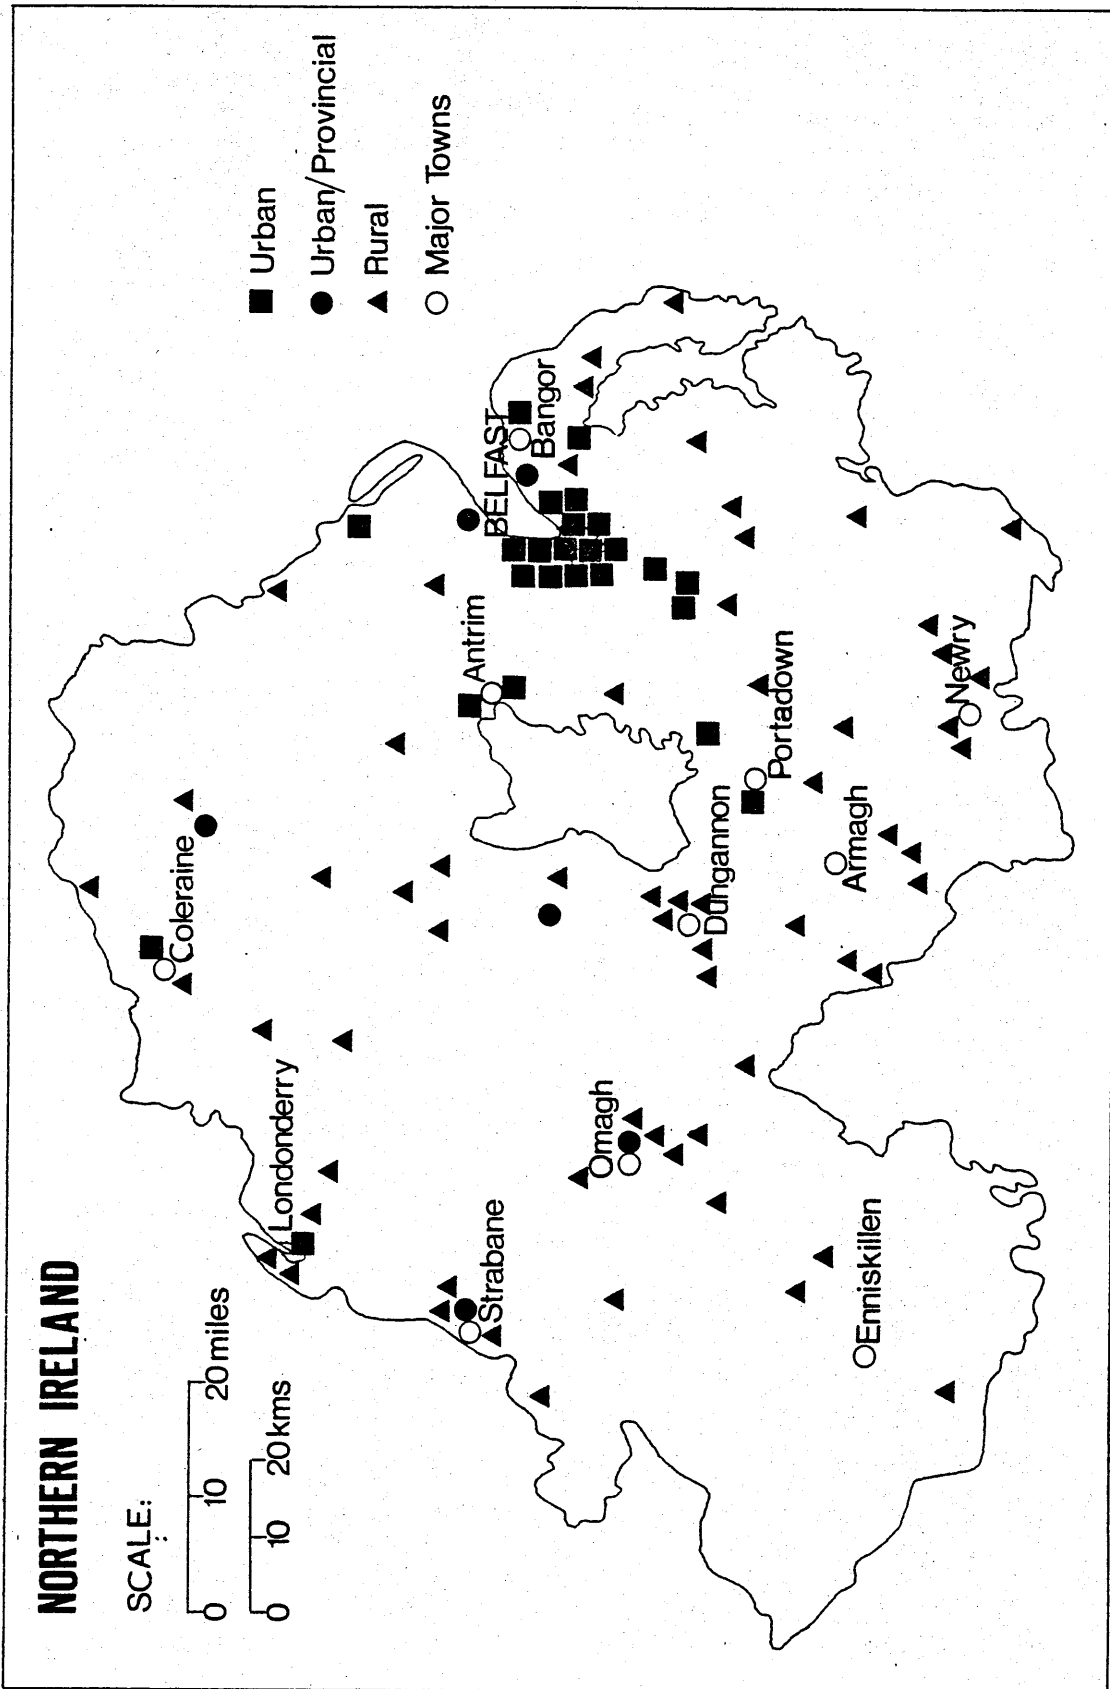 NORTHERN IRELAND
SCALE:
0 10 20 miles
0 10 20 kms
Urban
Urban/Provincial
Rural
Major Towns
Coleraine
Londonderry
Strabane
Antrim
BELFAST
Bangor
Omagh
Dungannon
Portadown
Armagh
Enniskillen
Newry